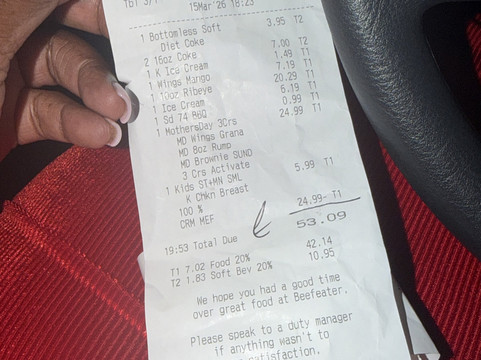 Tbl 3/1
15Mar'26 18:23
1 Bottomless Soft 3.95 T2
Diet Coke
2 16oz Coke 7.00 T2
1 K Ice Cream 1.49 T1
1 Wings Mango 7.19 T1
1 10oz Ribeye 20.29 T1
1 Ice Cream 6.19 T1
1 Sd 74 BBQ 0.99 T1
1 MothersDay 3Crs 24.99 T1
MD Wings Grana
MD 8oz Rump
MD Brownie SUND
3 Crs Activate
1 Kids ST+MN SML 5.99 T1
K Chkn Breast
100 % 24.99- T1
CRM MEF
19:53 Total Due 53.09
T1 7.02 Food 20% 42.14
T2 1.83 Soft Bev 20% 10.95
We hope you had a good time
over great food at Beefeater.
Please speak to a duty manager
if anything wasn't to
satisfaction.